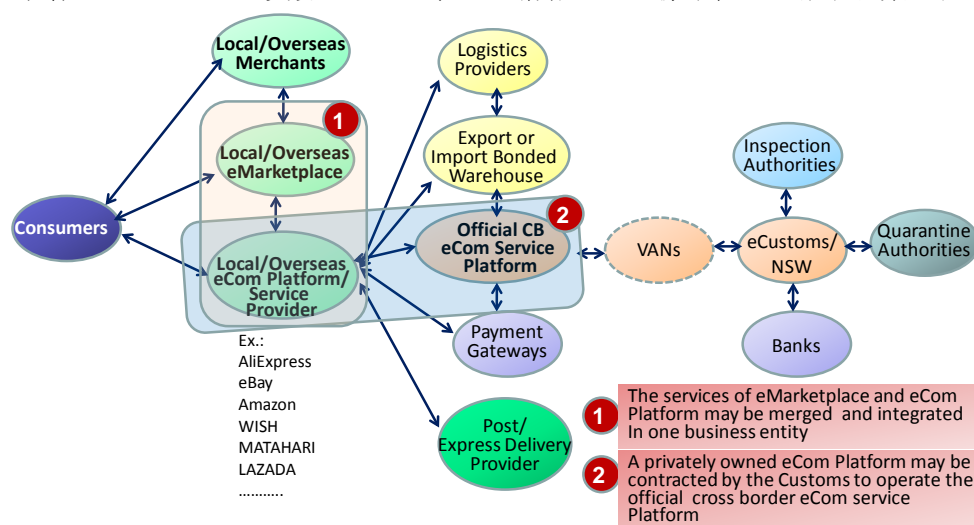 Local/Overseas
Merchants
Logistics
Providers
1
Local/Overseas
eMarketplace
Export or
Import Bonded
Warehouse
Inspection
Authorities
2
Consumers
Official CB
eCom Service
Platform
VANs
eCustoms/
NSW
Quarantine
Authorities
Local/Overseas
eCom Platform/
Service
Provider
Payment
Gateways
Banks
Ex.:
AliExpress
eBay
Amazon
WISH
MATAHARI
LAZADA
………..
Post/
Express Delivery
Provider
1
The services of eMarketplace and eCom
Platform may be merged and integrated
In one business entity
2
A privately owned eCom Platform may be
contracted by the Customs to operate the
official cross border eCom service
Platform